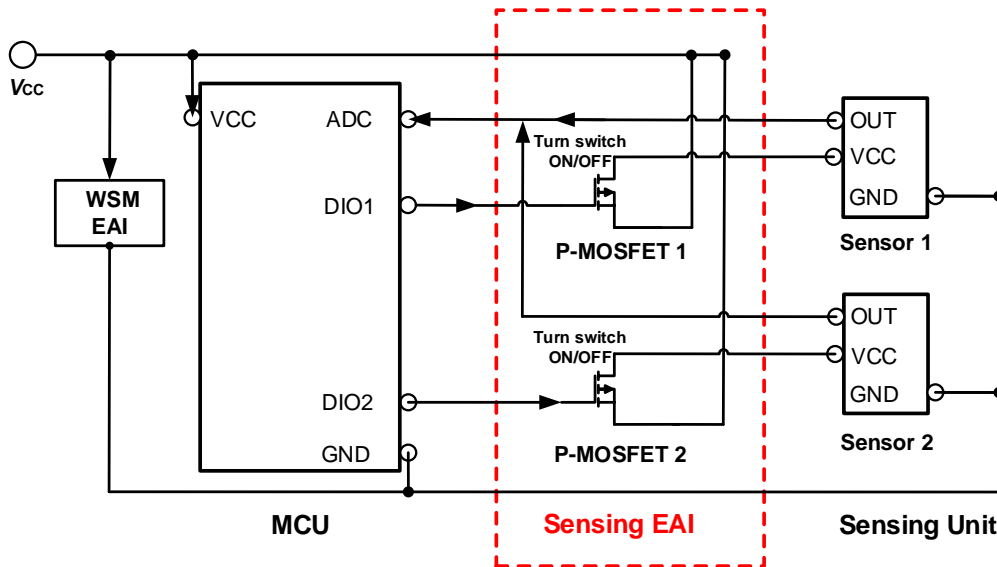 VCC
WSM
EAI
VCC
ADC
DIO1
DIO2
GND
MCU
Turn switch
ON/OFF
P-MOSFET 1
Turn switch
ON/OFF
P-MOSFET 2
Sensing EAI
OUT
VCC
GND
Sensor 1
OUT
VCC
GND
Sensor 2
Sensing Unit